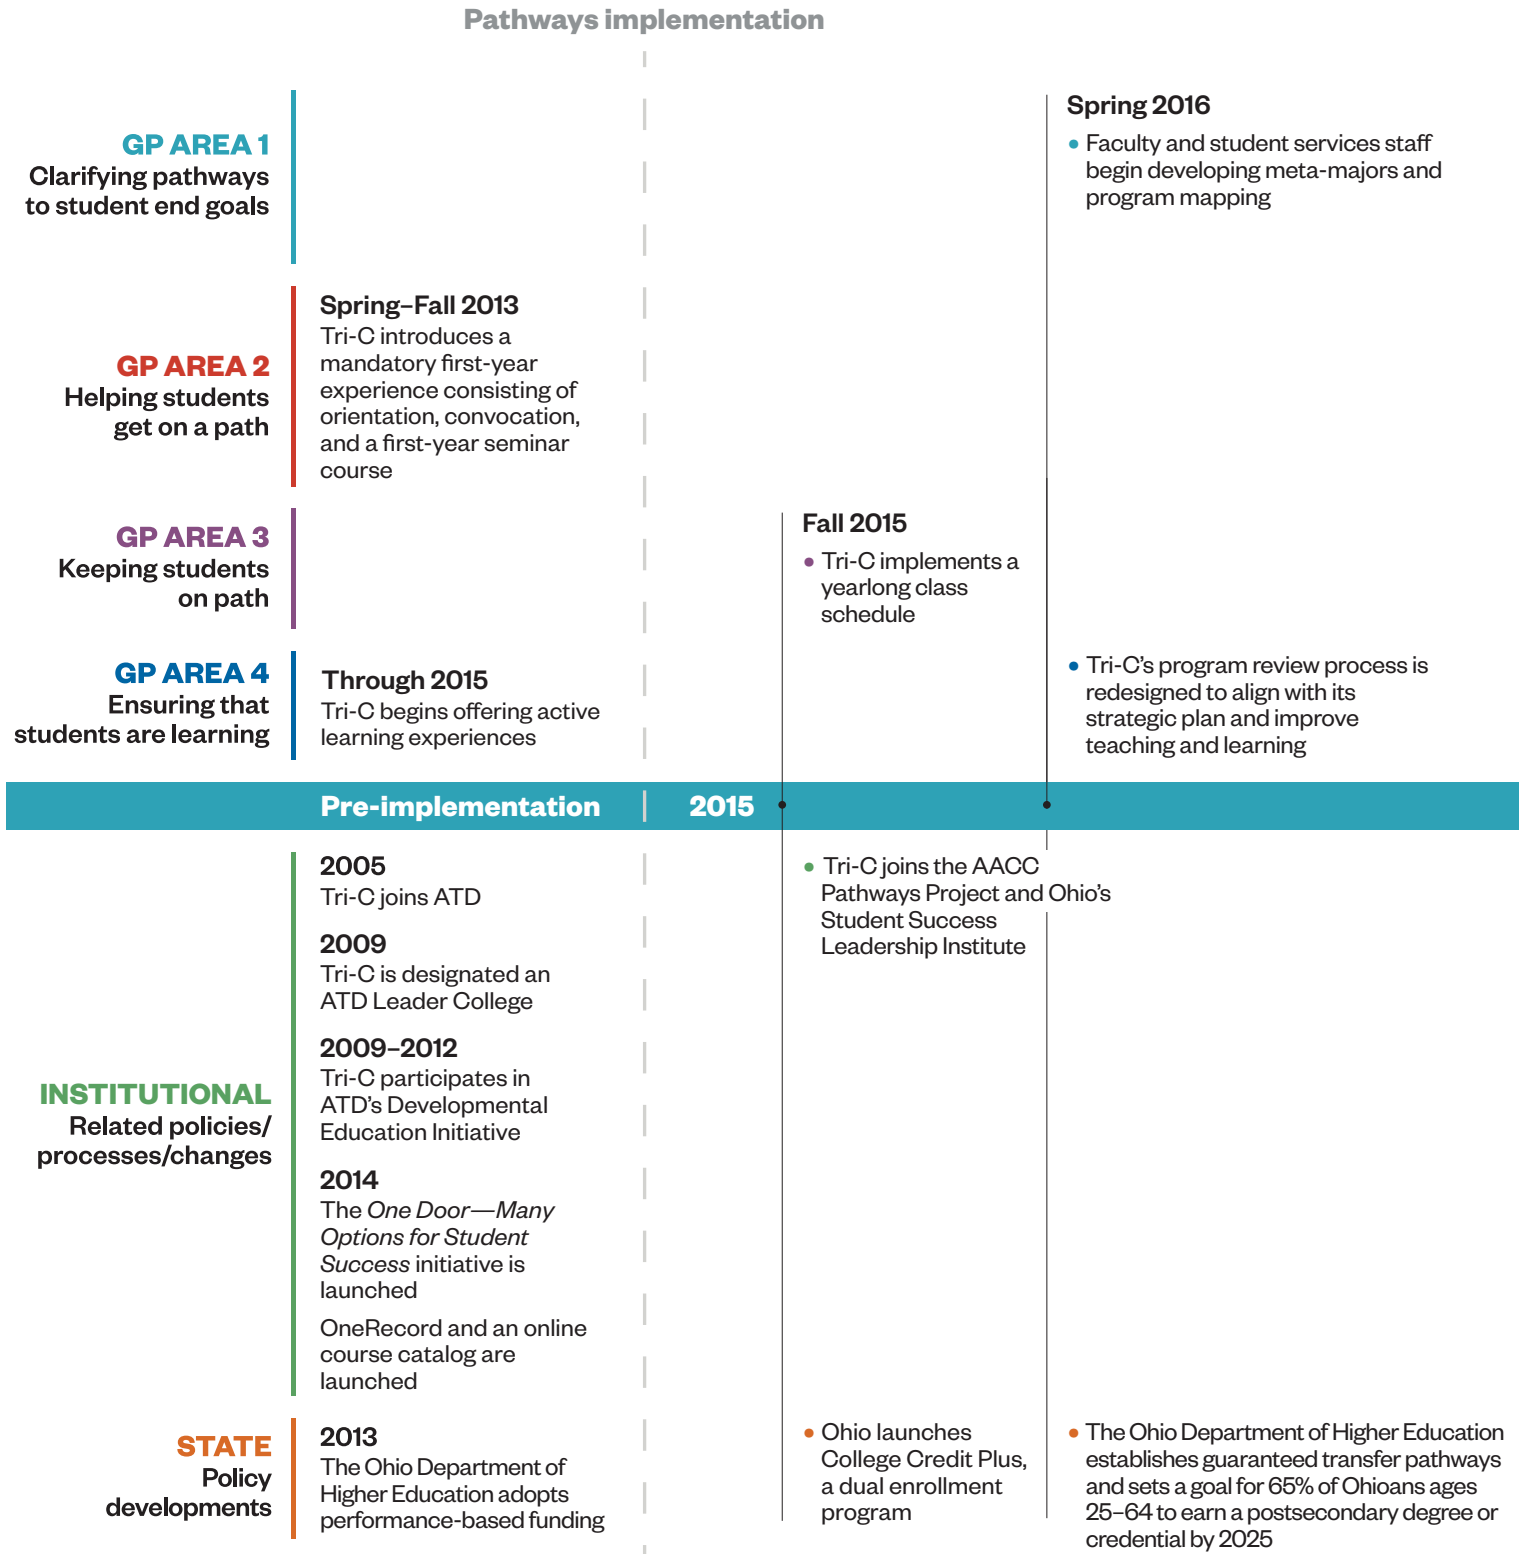 Pathways implementation
GP AREA 1
Clarifying pathways
to student end goals
Spring 2016
• Faculty and student services staff
begin developing meta-majors and
program mapping
GP AREA 2
Helping students
get on a path
Spring–Fall 2013
Tri-C introduces a
mandatory first-year
experience consisting of
orientation, convocation,
and a first-year seminar
course
GP AREA 3
Keeping students
on path
Fall 2015
• Tri-C implements a
yearlong class
schedule
GP AREA 4
Ensuring that
students are learning
Through 2015
Tri-C begins offering active
learning experiences
• Tri-C’s program review process is
redesigned to align with its
strategic plan and improve
teaching and learning
Pre-implementation
2015
INSTITUTIONAL
Related policies/
processes/changes
2005
Tri-C joins ATD
2009
Tri-C is designated an
ATD Leader College
2009–2012
Tri-C participates in
ATD’s Developmental
Education Initiative
2014
The One Door—Many
Options for Student
Success initiative is
launched
OneRecord and an online
course catalog are
launched
• Tri-C joins the AACC
Pathways Project and Ohio’s
Student Success
Leadership Institute
STATE
Policy
developments
2013
The Ohio Department of
Higher Education adopts
performance-based funding
• Ohio launches
College Credit Plus,
a dual enrollment
program
• The Ohio Department of Higher Education
establishes guaranteed transfer pathways
and sets a goal for 65% of Ohioans ages
25–64 to earn a postsecondary degree or
credential by 2025